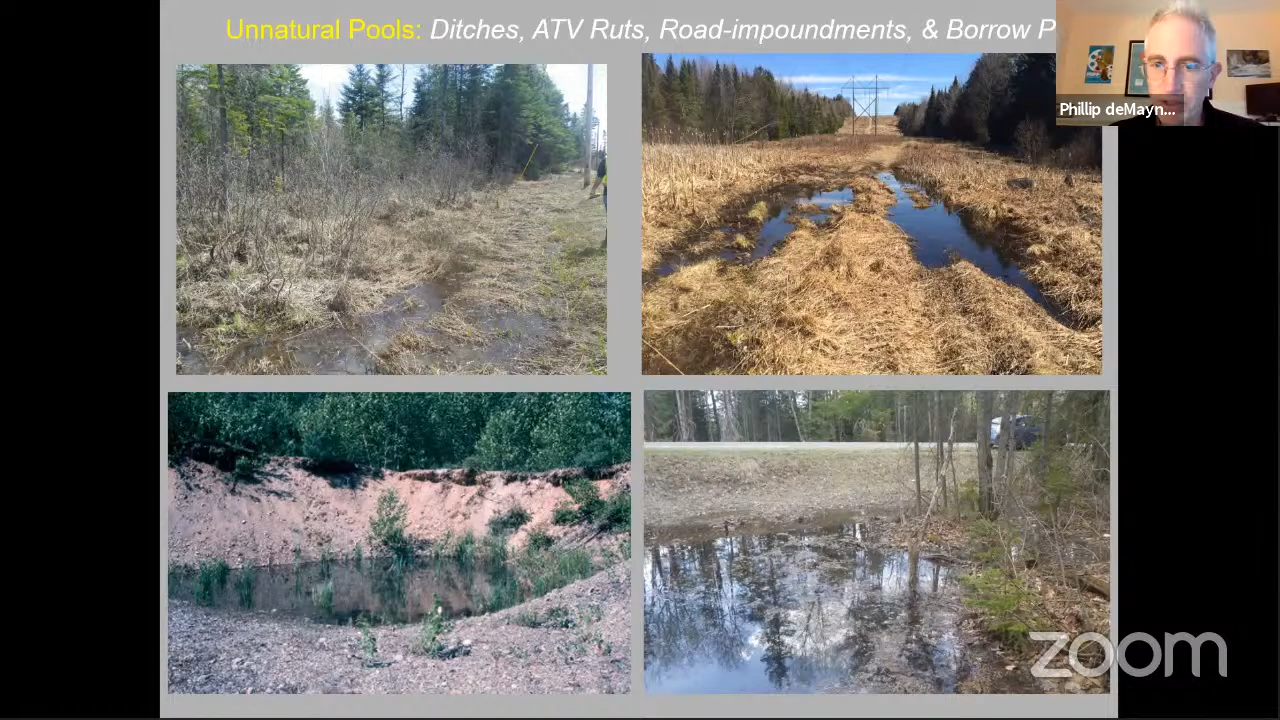 Unnatural Pools: Ditches, ATV Ruts, Road-impoundments, & Borrow P
Phillip deMayn...
zoom